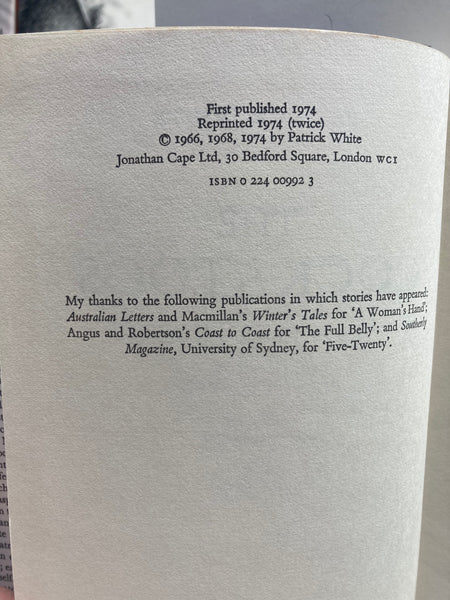 First published 1974
Reprinted 1974 (twice)
© 1966, 1968, 1974 by Patrick White
Jonathan Cape Ltd, 30 Bedford Square, London WC1
ISBN 0 224 00992 3
My thanks to the following publications in which stories have appeared:
Australian Letters and Macmillan's Winter's Tales for 'A Woman's Hand';
Angus and Robertson's Coast to Coast for 'The Full Belly'; and Southerly
Magazine, University of Sydney, for 'Five-Twenty'.